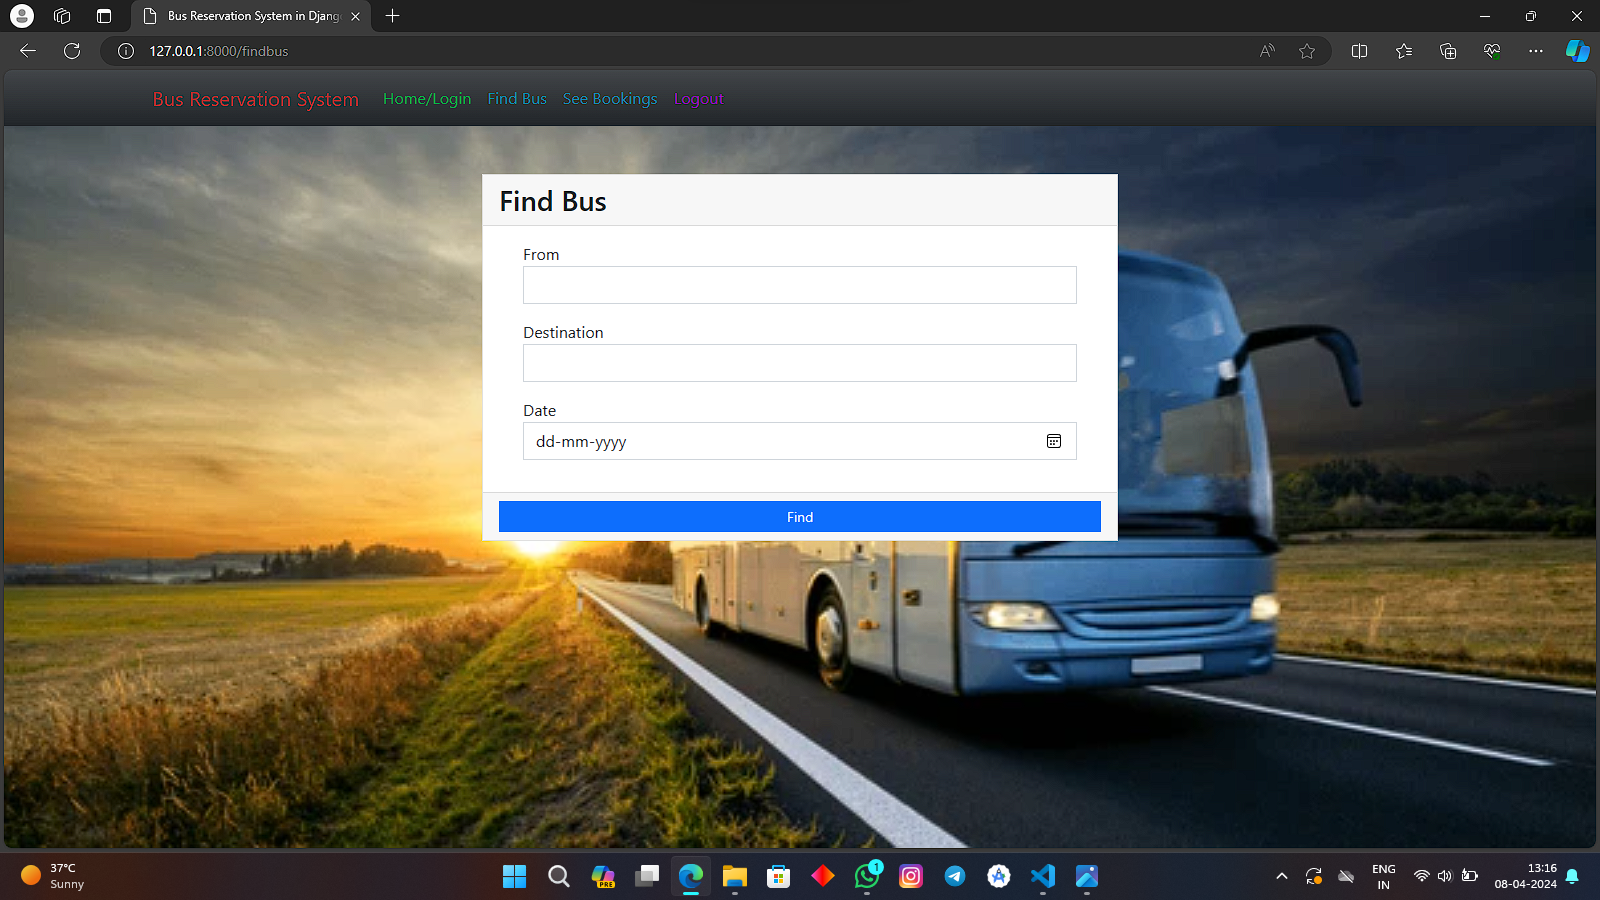 Bus Reservation System in Djang
127.0.0.1:8000/findbus
Bus Reservation System Home/Login Find Bus See Bookings Logout
Find Bus
From
Destination
Date
dd-mm-yyyy
Find
37°C
Sunny
PRE
1
ENG
IN
13:16
08-04-2024